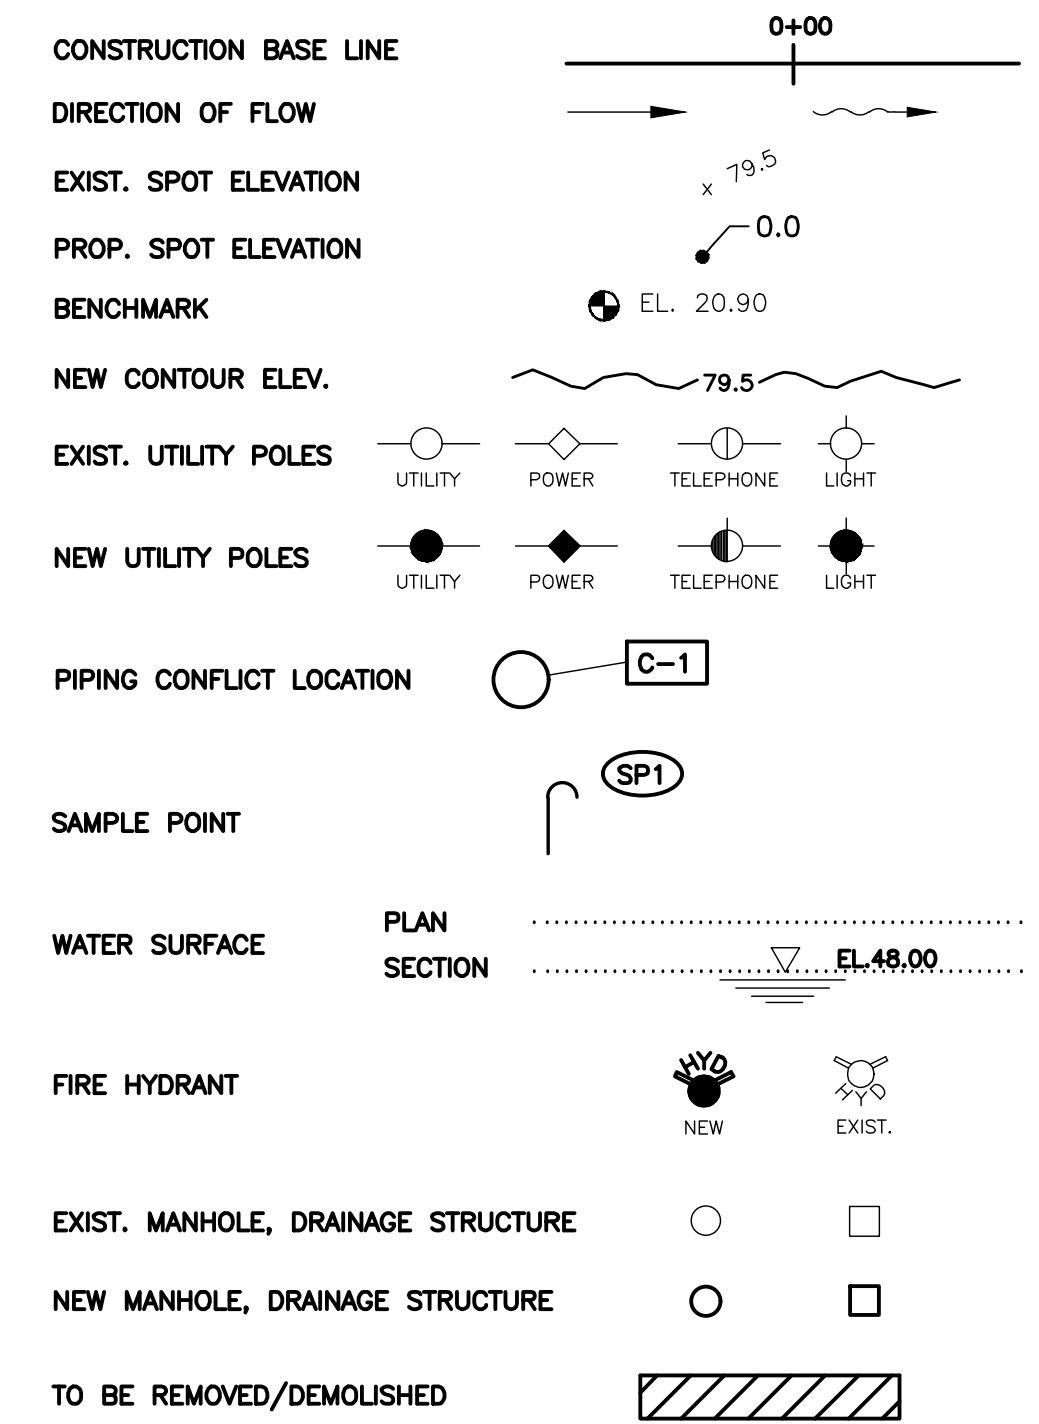 0+00
CONSTRUCTION BASE LINE
DIRECTION OF FLOW
EXIST. SPOT ELEVATION
x 79.5
PROP. SPOT ELEVATION
0.0
BENCHMARK
EL. 20.90
NEW CONTOUR ELEV.
79.5
EXIST. UTILITY POLES
UTILITY POWER TELEPHONE LIGHT
NEW UTILITY POLES
UTILITY POWER TELEPHONE LIGHT
PIPING CONFLICT LOCATION
C-1
SP1
SAMPLE POINT
WATER SURFACE
PLAN
SECTION
EL.48.00
FIRE HYDRANT
HYD
NEW
HYD
EXIST.
EXIST. MANHOLE, DRAINAGE STRUCTURE
NEW MANHOLE, DRAINAGE STRUCTURE
TO BE REMOVED/DEMOLISHED